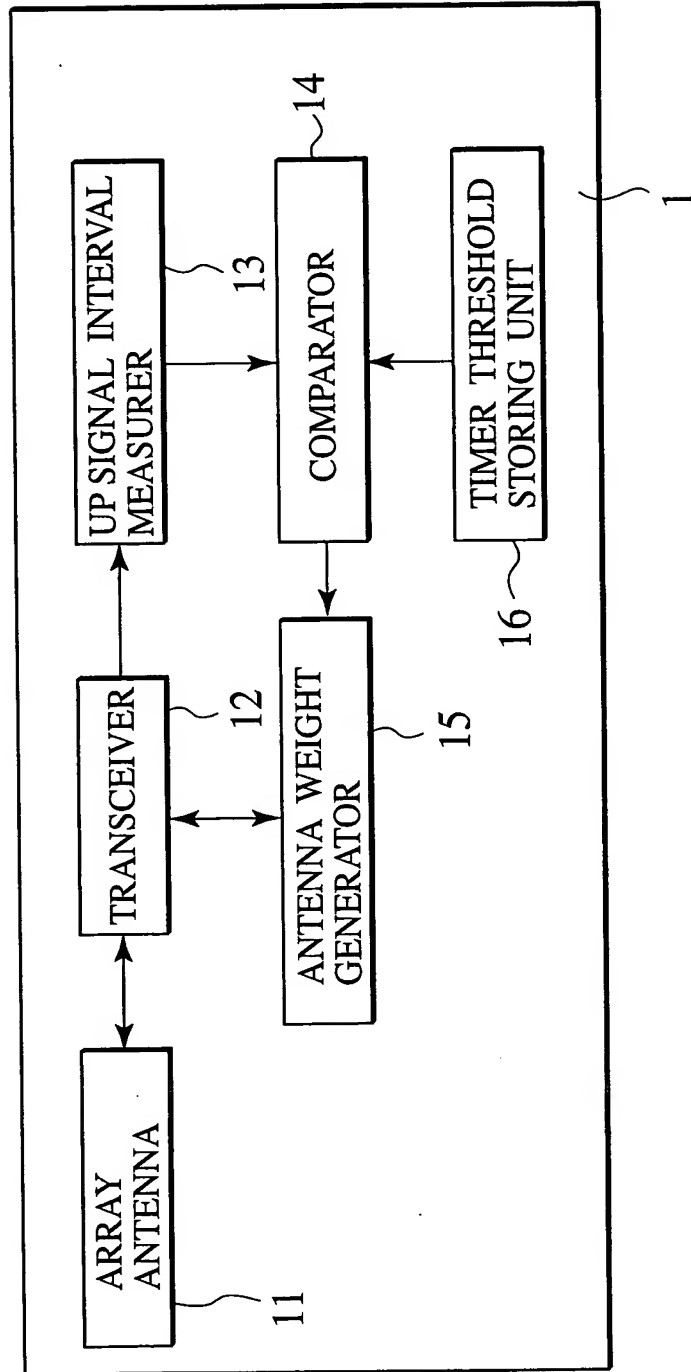 ARRAY
ANTENNA
11
TRANSCEIVER
12
UP SIGNAL INTERVAL
MEASURER
13
ANTENNA WEIGHT
GENERATOR
15
COMPARATOR
14
TIMER THRESHOLD
STORING UNIT
16
1